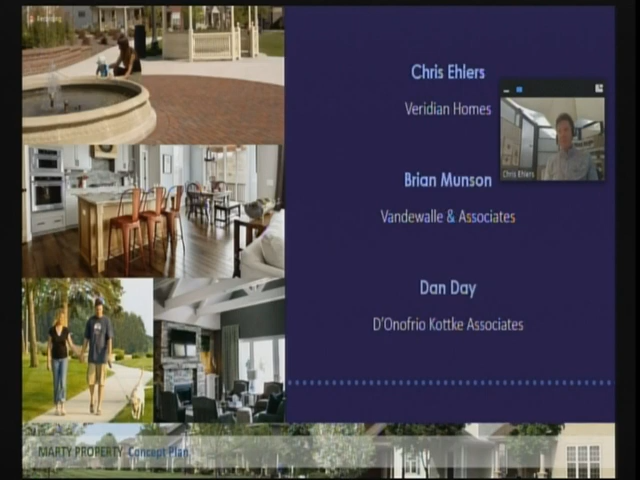 Recording
Chris Ehlers
Veridian Homes
Chris Ehlers
Brian Munson
Vandewalle & Associates
Dan Day
D'Onofrio Kottke Associates
MARTY PROPERTY Concept Plan